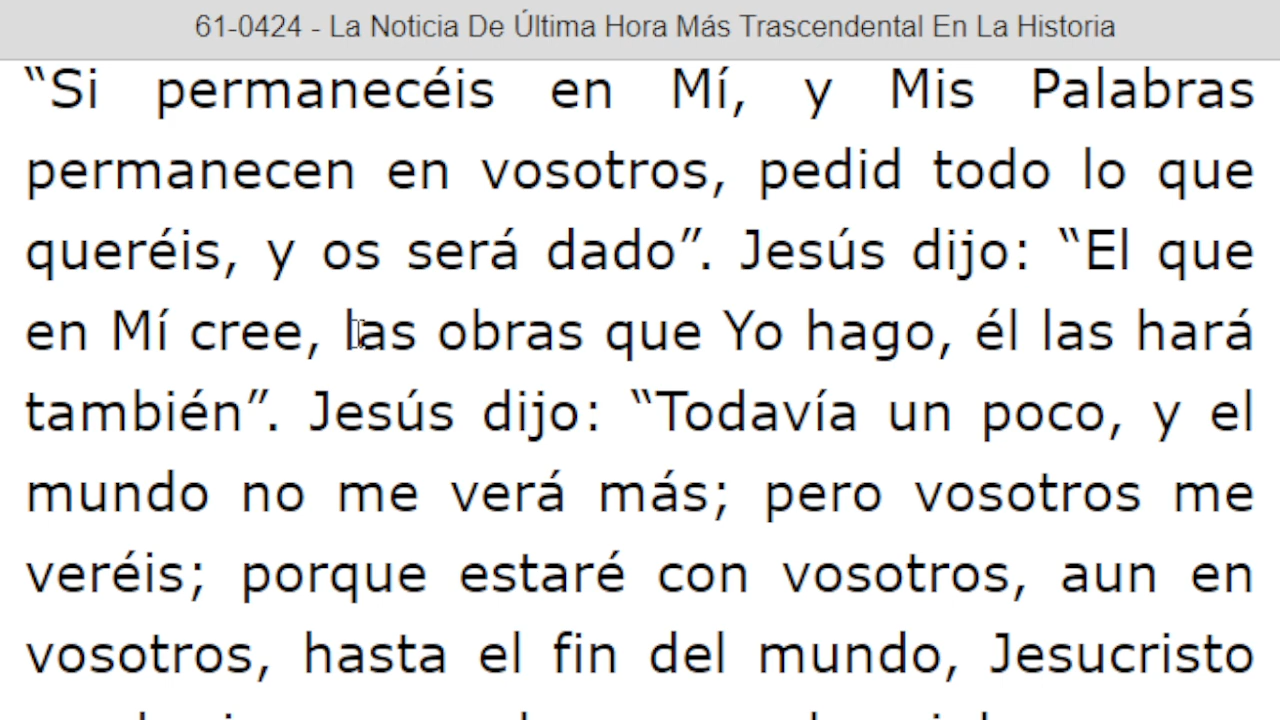 61-0424 - La Noticia De Última Hora Más Trascendental En La Historia
“Si permanecéis en Mí, y Mis Palabras
permanecen en vosotros, pedid todo lo que
queréis, y os será dado”. Jesús dijo: “El que
en Mí cree, las obras que Yo hago, él las hará
también”. Jesús dijo: “Todavía un poco, y el
mundo no me verá más; pero vosotros me
veréis; porque estaré con vosotros, aun en
vosotros, hasta el fin del mundo, Jesucristo